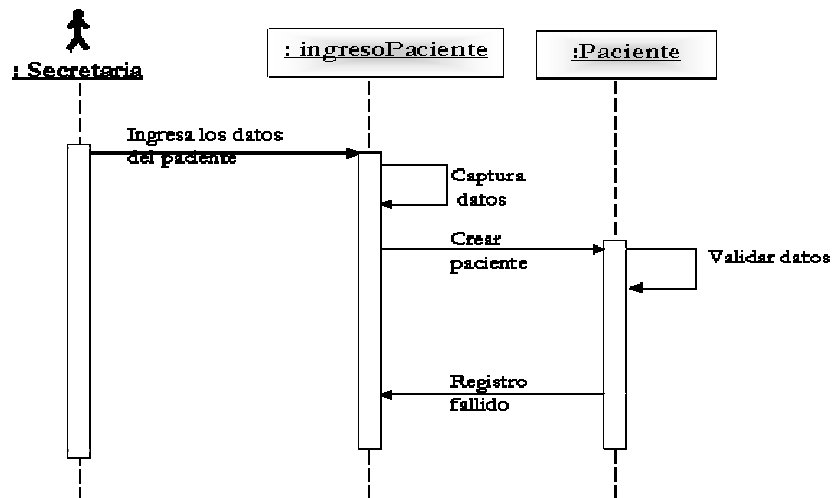 : Secretaria
: ingresoPaciente
:Paciente
Ingresa los datos
del paciente
Captura
datos
Crear
paciente
Validar datos
Registro
fallido